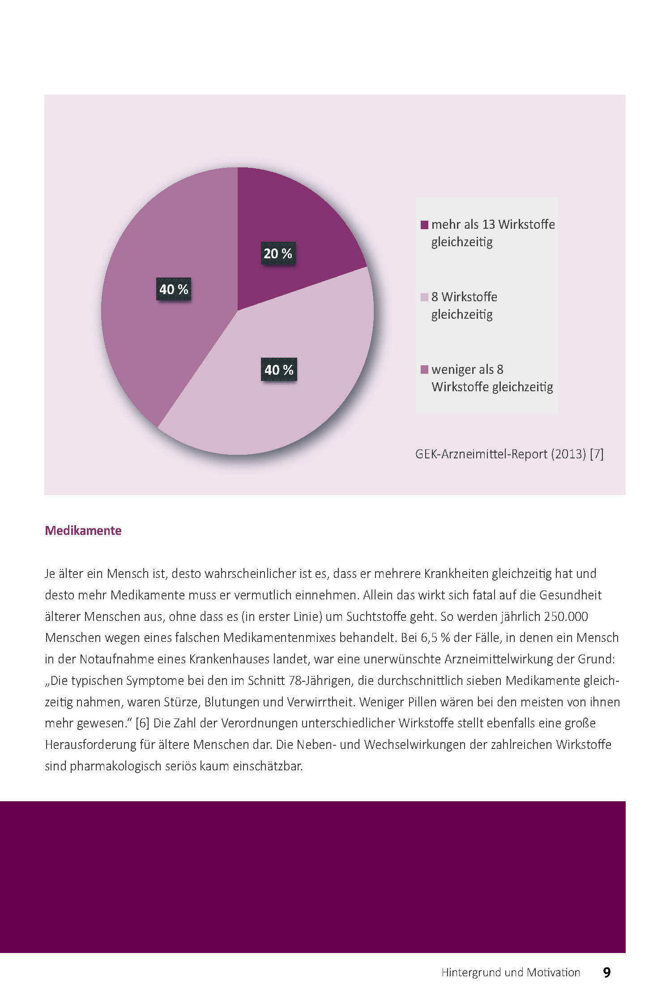 20 %
40 %
40 %
mehr als 13 Wirkstoffe
gleichzeitig
8 Wirkstoffe
gleichzeitig
weniger als 8
Wirkstoffe gleichzeitig
GEK-Arzneimittel-Report (2013) [7]
Medikamente
Je älter ein Mensch ist, desto wahrscheinlicher ist es, dass er mehrere Krankheiten gleichzeitig hat und
desto mehr Medikamente muss er vermutlich einnehmen. Allein das wirkt sich fatal auf die Gesundheit
älterer Menschen aus, ohne dass es (in erster Linie) um Suchtstoffe geht. So werden jährlich 250.000
Menschen wegen eines falschen Medikamentenmixes behandelt. Bei 6,5 % der Fälle, in denen ein Mensch
in der Notaufnahme eines Krankenhauses landet, war eine unerwünschte Arzneimittelwirkung der Grund:
„Die typischen Symptome bei den im Schnitt 78-Jährigen, die durchschnittlich sieben Medikamente gleich-
zeitig nahmen, waren Stürze, Blutungen und Verwirrtheit. Weniger Pillen wären bei den meisten von ihnen
mehr gewesen.“ [6] Die Zahl der Verordnungen unterschiedlicher Wirkstoffe stellt ebenfalls eine große
Herausforderung für ältere Menschen dar. Die Neben- und Wechselwirkungen der zahlreichen Wirkstoffe
sind pharmakologisch seriös kaum einschätzbar.
Hintergrund und Motivation 9